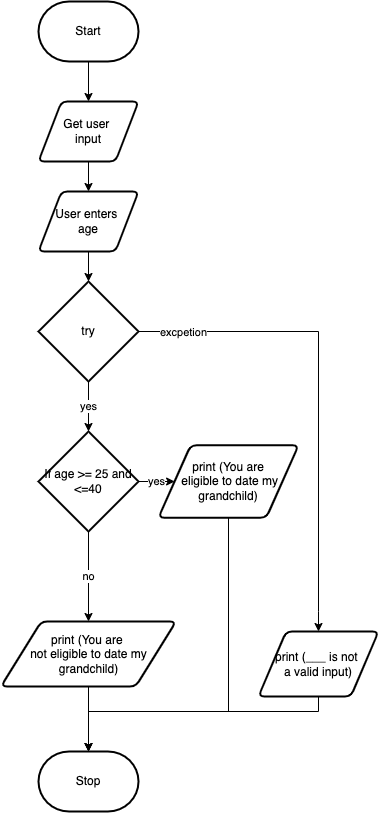 Start
Get user
input
User enters
age
try
excpetion
yes
If age >= 25 and
<=40
yes
print (You are
eligible to date my
grandchild)
no
print (You are
not eligible to date my
grandchild)
print (___ is not
a valid input)
Stop